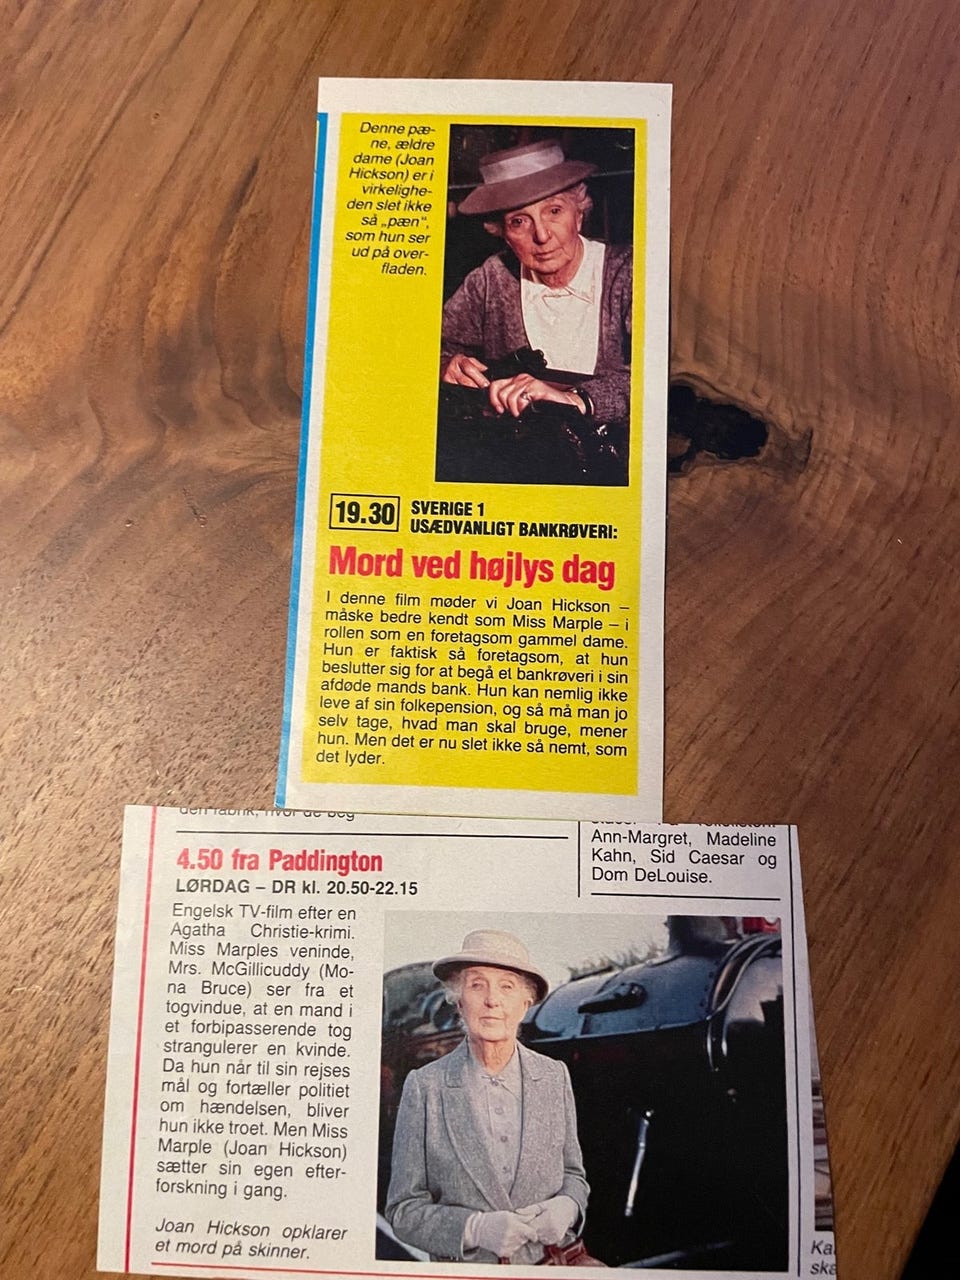 Denne pæ-
ne, ældre
dame (Joan
Hickson) er i
virkelighe-
den slet ikke
så „pæn“,
som hun ser
ud på over-
fladen.
19.30
SVERIGE 1
USÆDVANLIGT BANKRØVERI:
Mord ved højlys dag
I denne film møder vi Joan Hickson –
måske bedre kendt som Miss Marple – i
rollen som en foretagsom gammel dame.
Hun er faktisk så foretagsom, at hun
beslutter sig for at begå et bankrøveri i sin
afdøde mands bank. Hun kan nemlig ikke
leve af sin folkepension, og så må man jo
selv tage, hvad man skal bruge, mener
hun. Men det er nu slet ikke så nemt, som
det lyder.
den fabrik, hvor de beg
4.50 fra Paddington
LØRDAG – DR kl. 20.50-22.15
Engelsk TV-film efter en
Agatha Christie-krimi.
Miss Marples veninde,
Mrs. McGillicuddy (Mo-
na Bruce) ser fra et
togvindue, at en mand i
et forbipasserende tog
strangulerer en kvinde.
Da hun når til sin rejses
mål og fortæller politiet
om hændelsen, bliver
hun ikke troet. Men Miss
Marple (Joan Hickson)
sætter sin egen efter-
forskning i gang.
Joan Hickson opklarer
et mord på skinner.
Ann-Margret, Madeline
Kahn, Sid Caesar og
Dom DeLouise.
Ka
ska